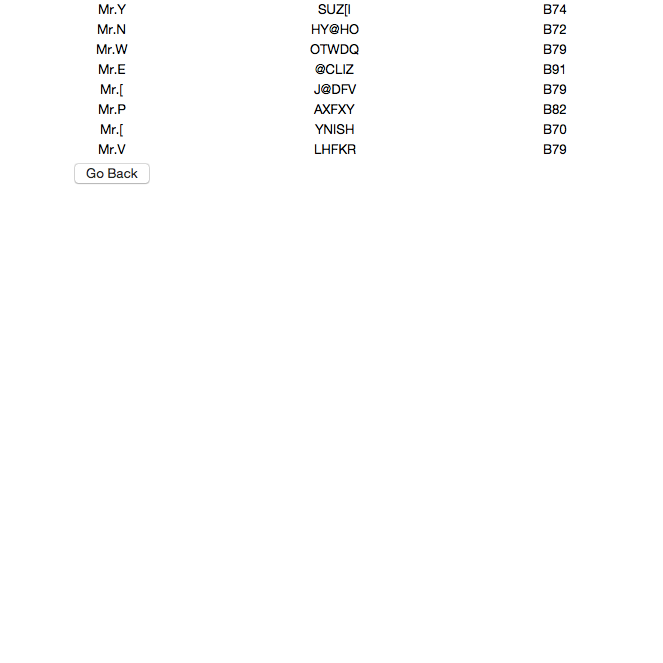 Mr.Y SUZ[I B74
Mr.N HY@HO B72
Mr.W OTWDQ B79
Mr.E @CLIZ B91
Mr.[ J@DFV B79
Mr.P AXFXY B82
Mr.[ YNISH B70
Mr.V LHFKR B79
Go Back